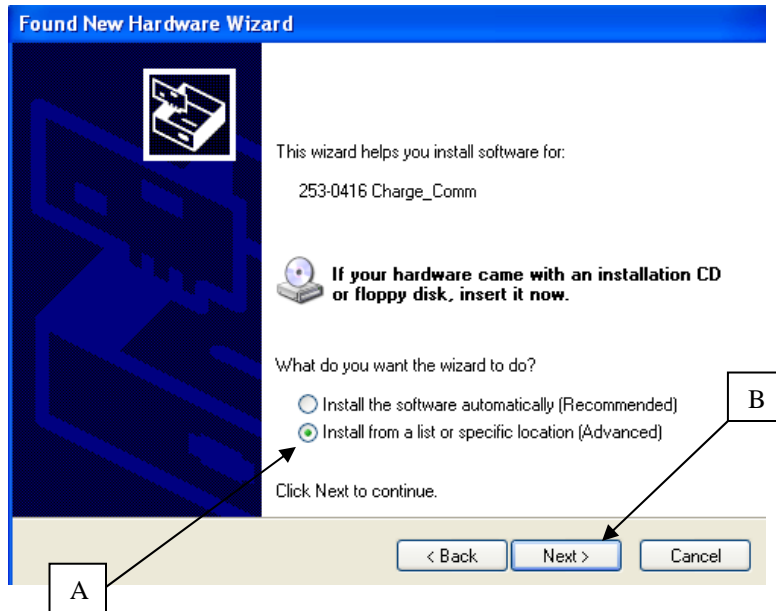 Found New Hardware Wizard
This wizard helps you install software for:
253-0416 Charge_Comm
If your hardware came with an installation CD
or floppy disk, insert it now.
What do you want the wizard to do?
Install the software automatically (Recommended)
Install from a list or specific location (Advanced)
B
Click Next to continue.
< Back
Next >
Cancel
A